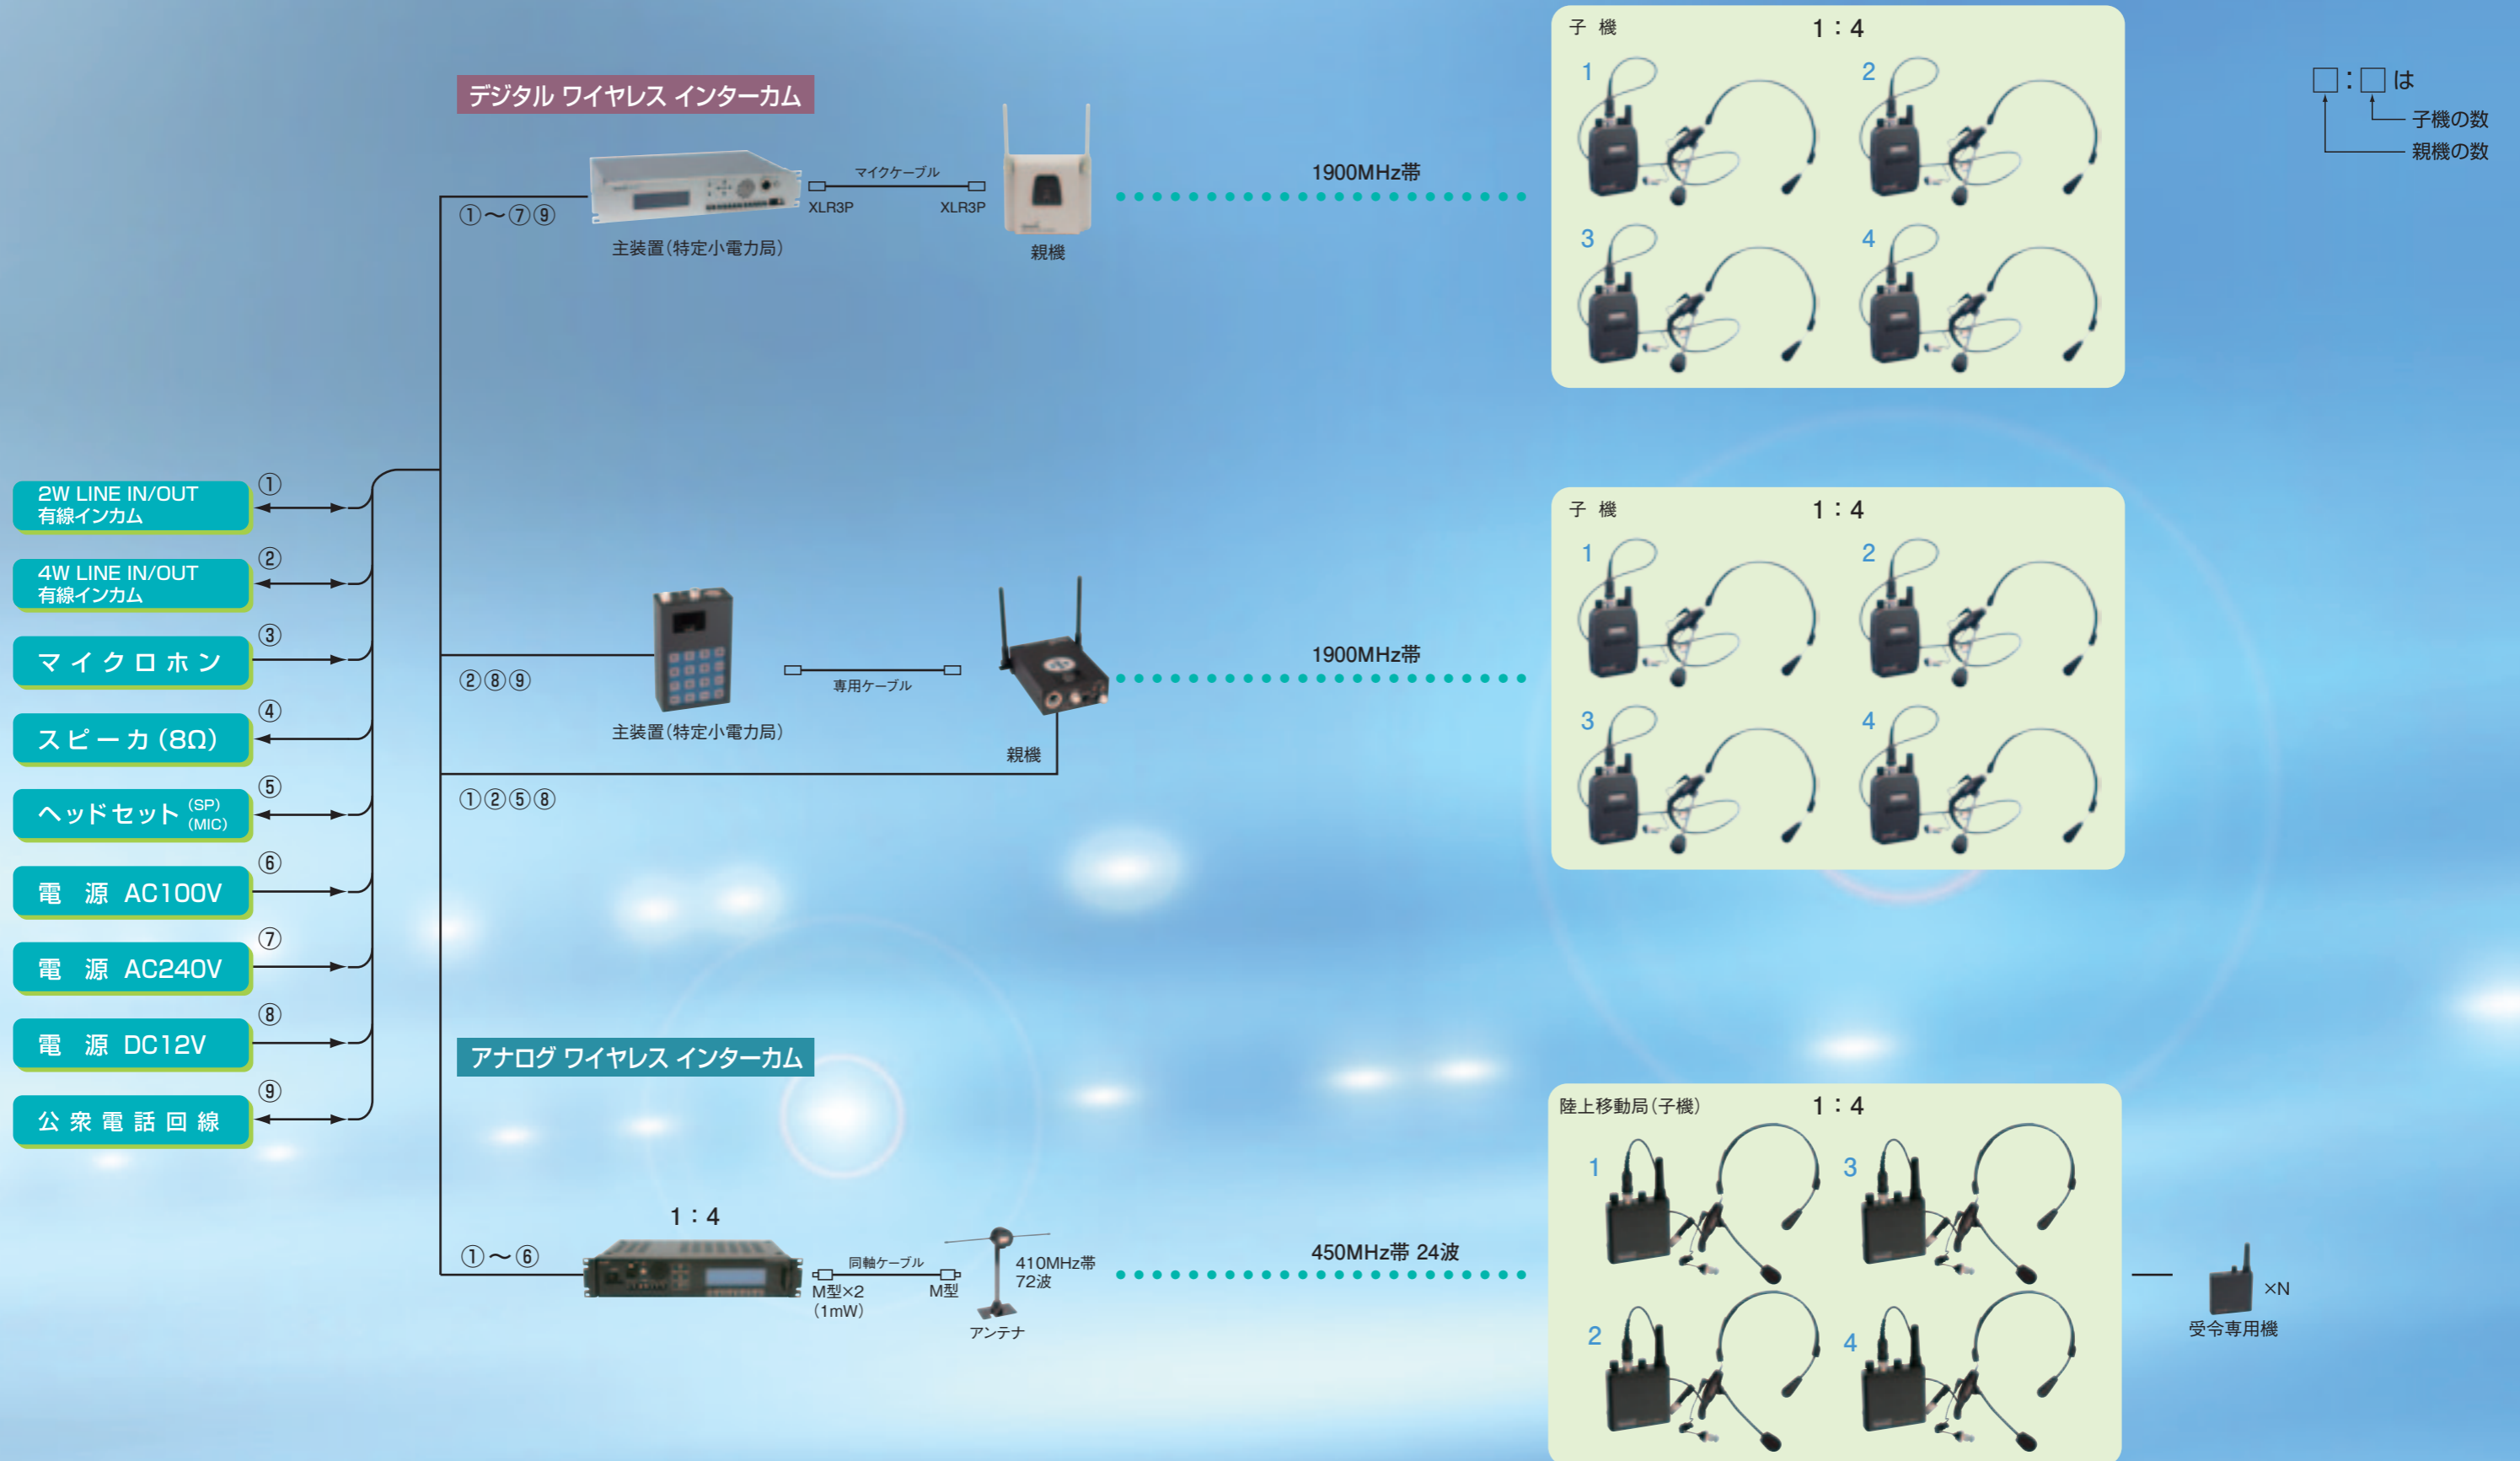 デジタル ワイヤレス インターカム
①～⑦⑨
主装置(特定小電力局)
マイクケーブル
XLR3P
XLR3P
親機
1900MHz帯
子 機
1：4
1
2
3
4
□：□は
子機の数
親機の数
2W LINE IN/OUT
有線インカム
①
4W LINE IN/OUT
有線インカム
②
マイクロホン
③
スピーカ(8Ω)
④
ヘッドセット (SP)
(MIC)
⑤
電 源 AC100V
⑥
電 源 AC240V
⑦
電 源 DC12V
⑧
公衆電話回線
⑨
②⑧⑨
主装置(特定小電力局)
専用ケーブル
親機
①②⑤⑧
1900MHz帯
子 機
1：4
1
2
3
4
アナログ ワイヤレス インターカム
1：4
①～⑥
同軸ケーブル
M型×2
(1mW)
M型
410MHz帯
72波
アンテナ
450MHz帯 24波
陸上移動局(子機)
1：4
1
3
2
4
×N
受令専用機